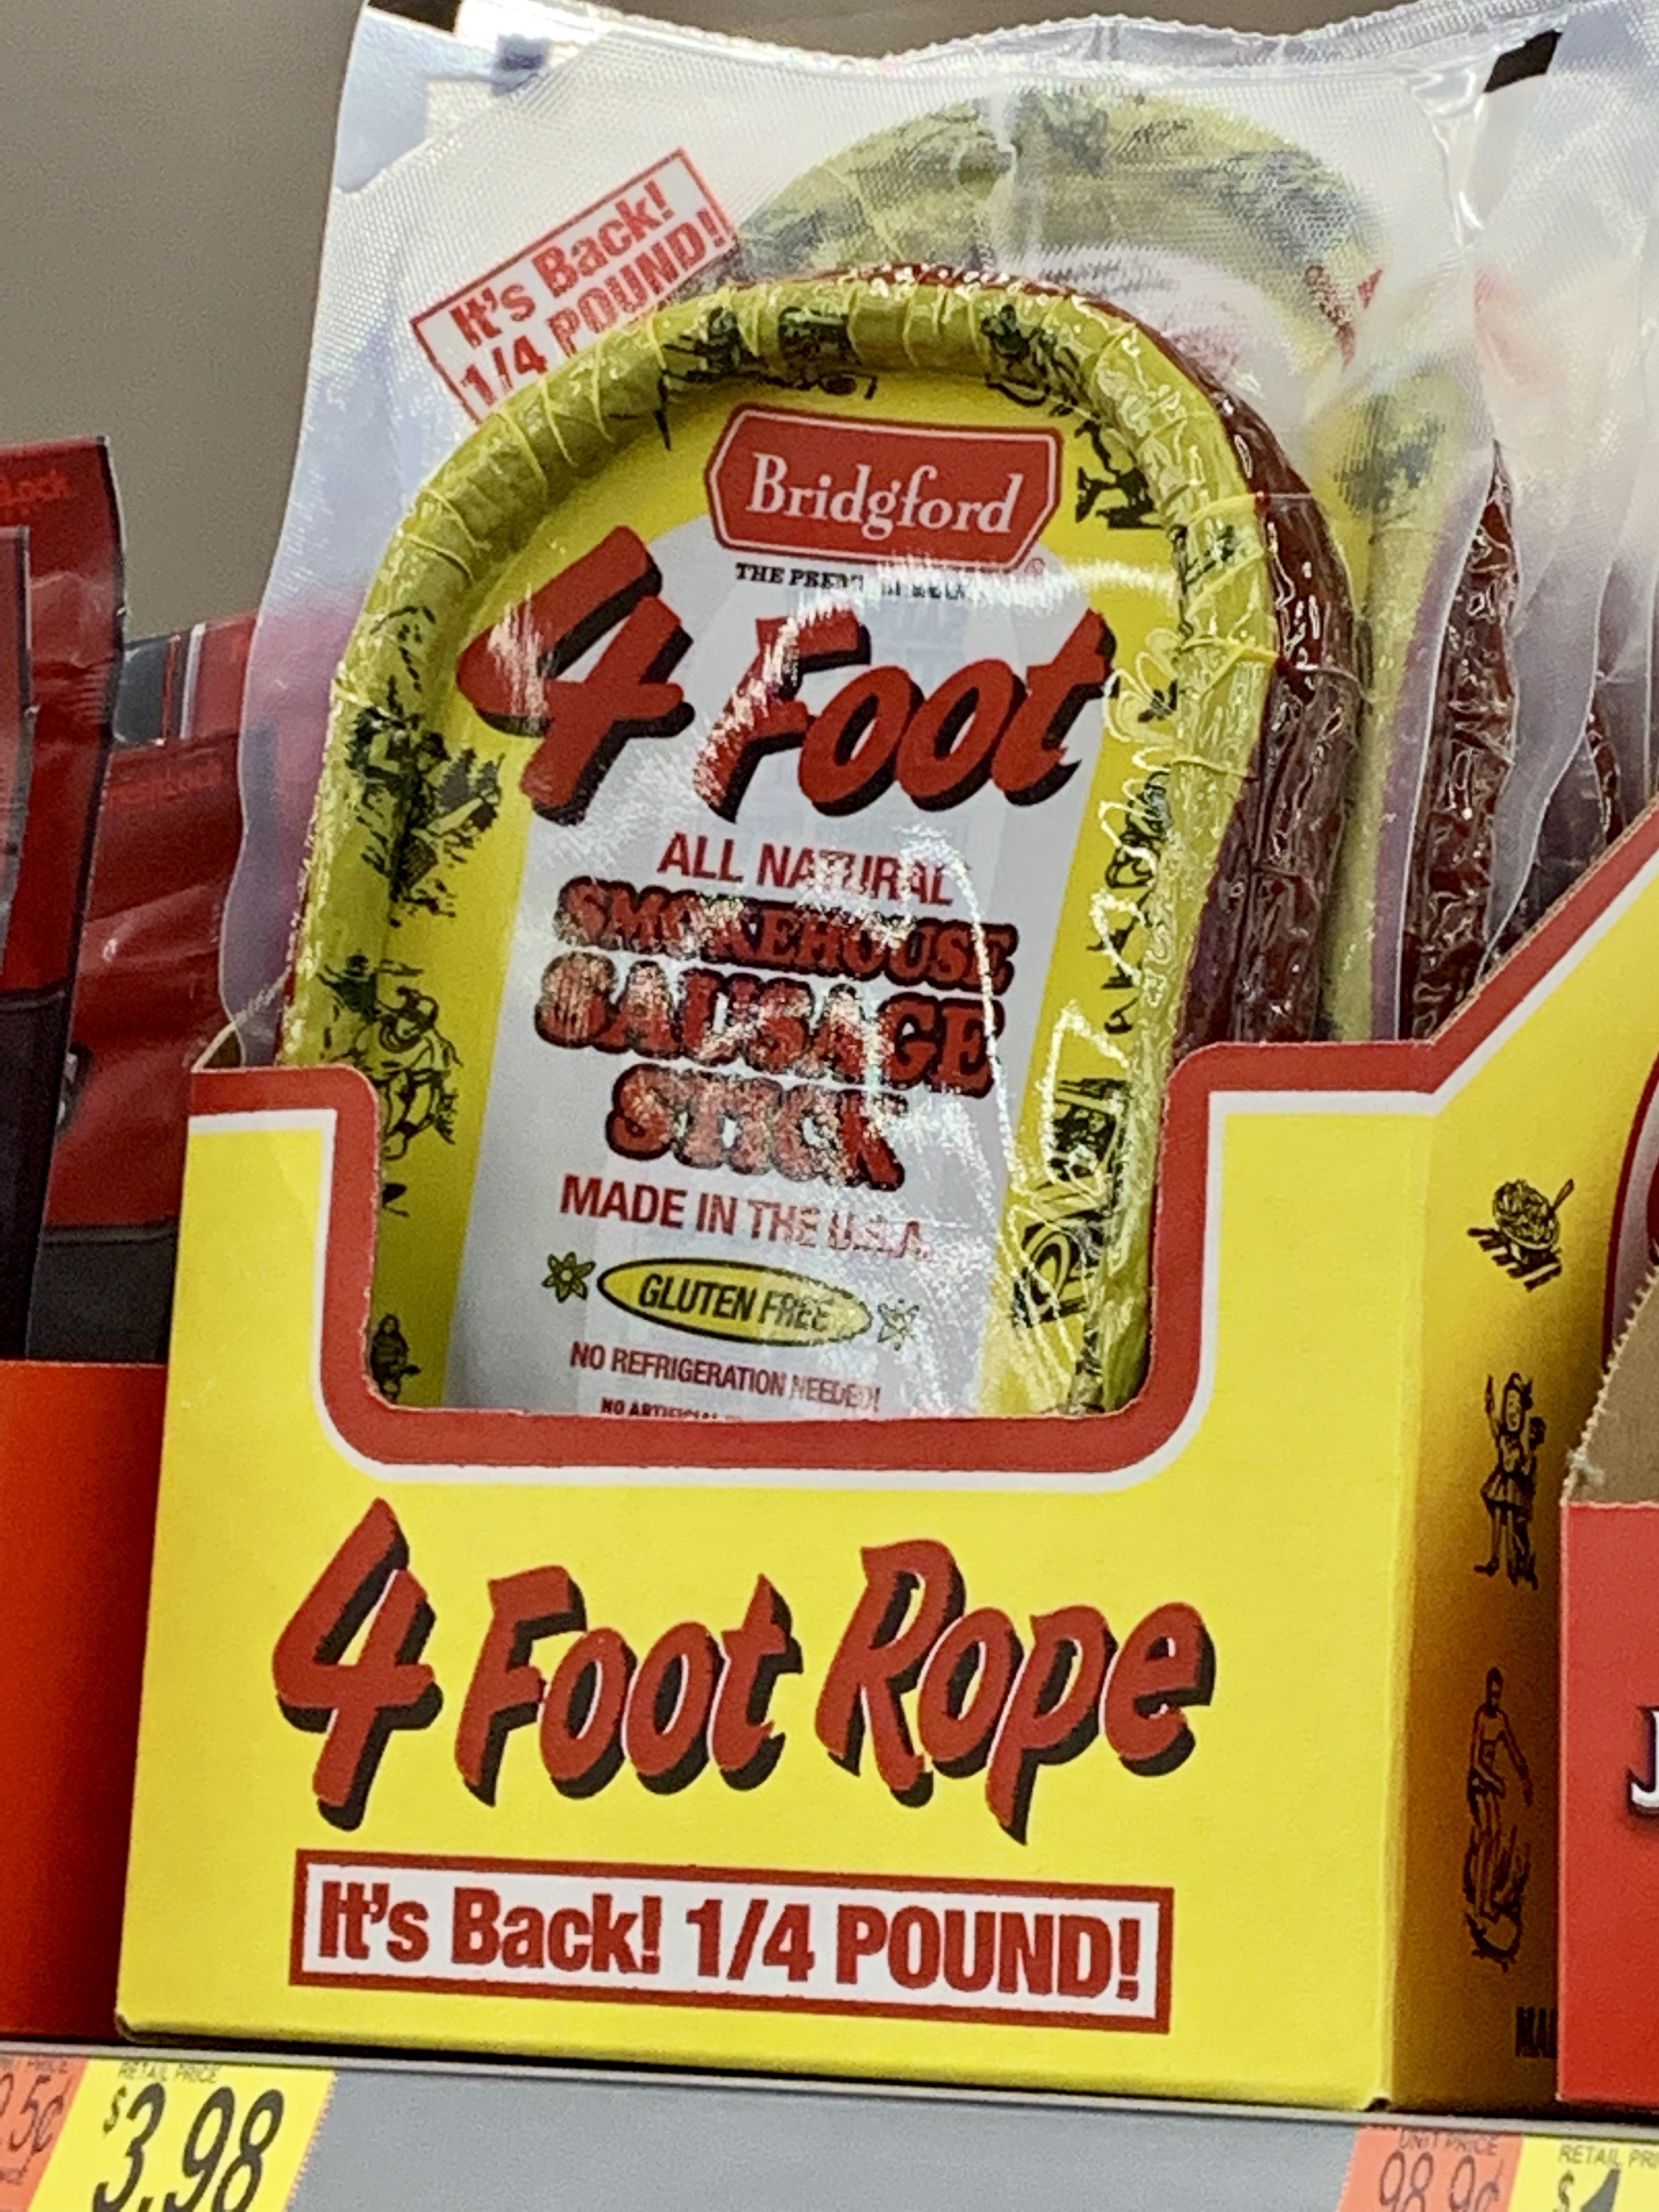 It's Back!
1/4 POUND!
Bridgford
THE
4 Foot
ALL NATURAL
SMOKEHOUSE
SAUSAGE
STICK
MADE IN THE U.S.A.
GLUTEN FREE
NO REFRIGERATION NEEDED!
NO
4 Foot Rope
It's Back! 1/4 POUND!
RETAIL PRICE
$3.98
UNIT PRICE
98.9¢
RETAIL
$